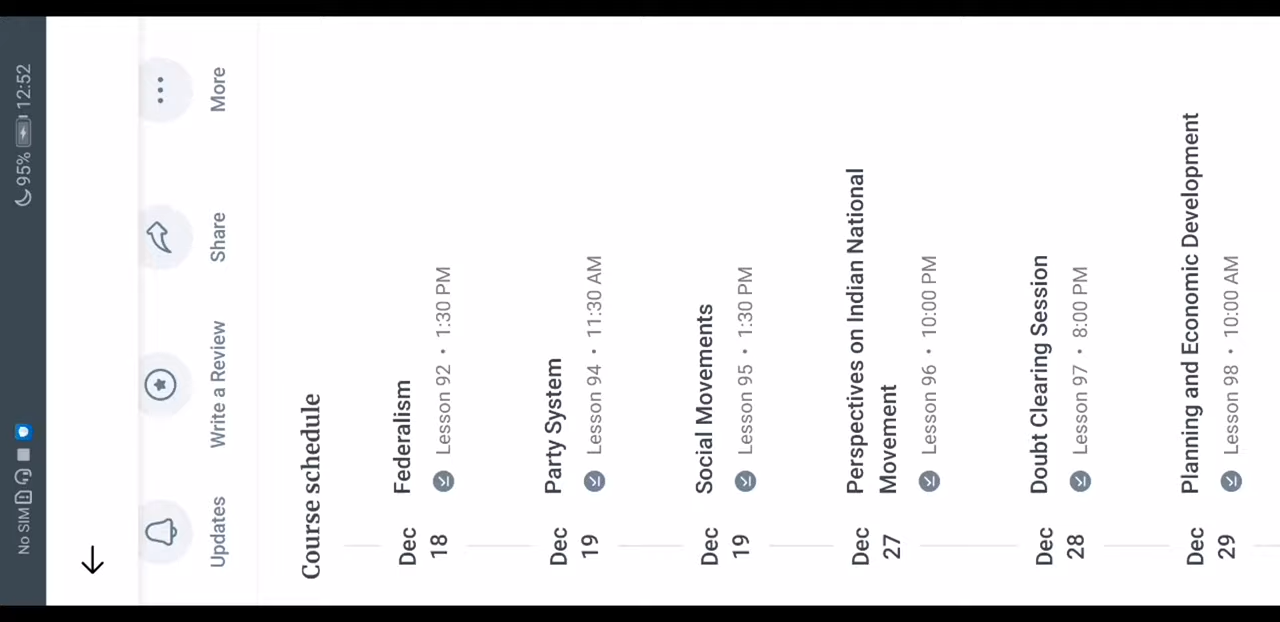 No SIM 95% 12:52
Updates Write a Review Share More
Course schedule
Dec 18 Federalism
Lesson 92 • 1:30 PM
Dec 19 Party System
Lesson 94 • 11:30 AM
Dec 19 Social Movements
Lesson 95 • 1:30 PM
Dec 27 Perspectives on Indian National
Movement
Lesson 96 • 10:00 PM
Dec 28 Doubt Clearing Session
Lesson 97 • 8:00 PM
Dec 29 Planning and Economic Development
Lesson 98 • 10:00 AM